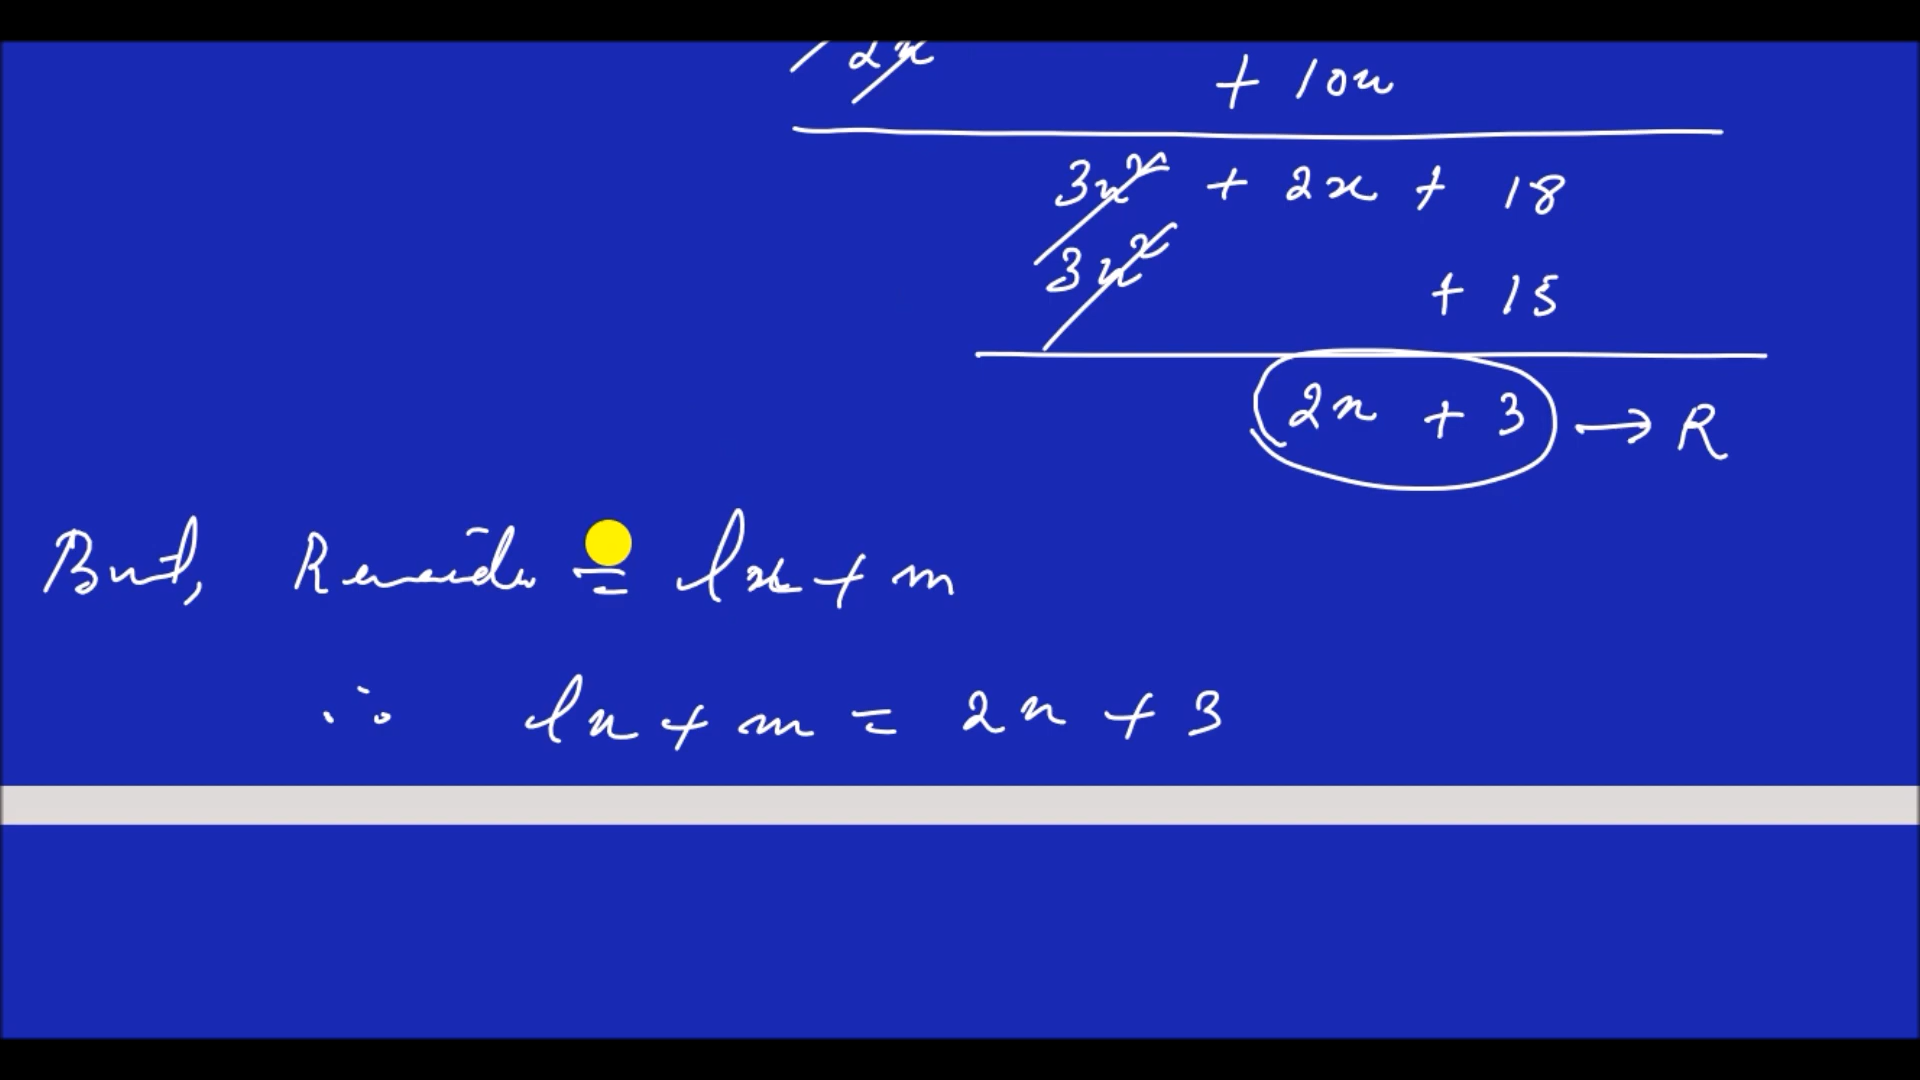 2x
+ 10x
3x² + 2x + 18
3x² + 15
2x + 3 → R
But, Remainder = lx + m
∴ lx + m = 2x + 3